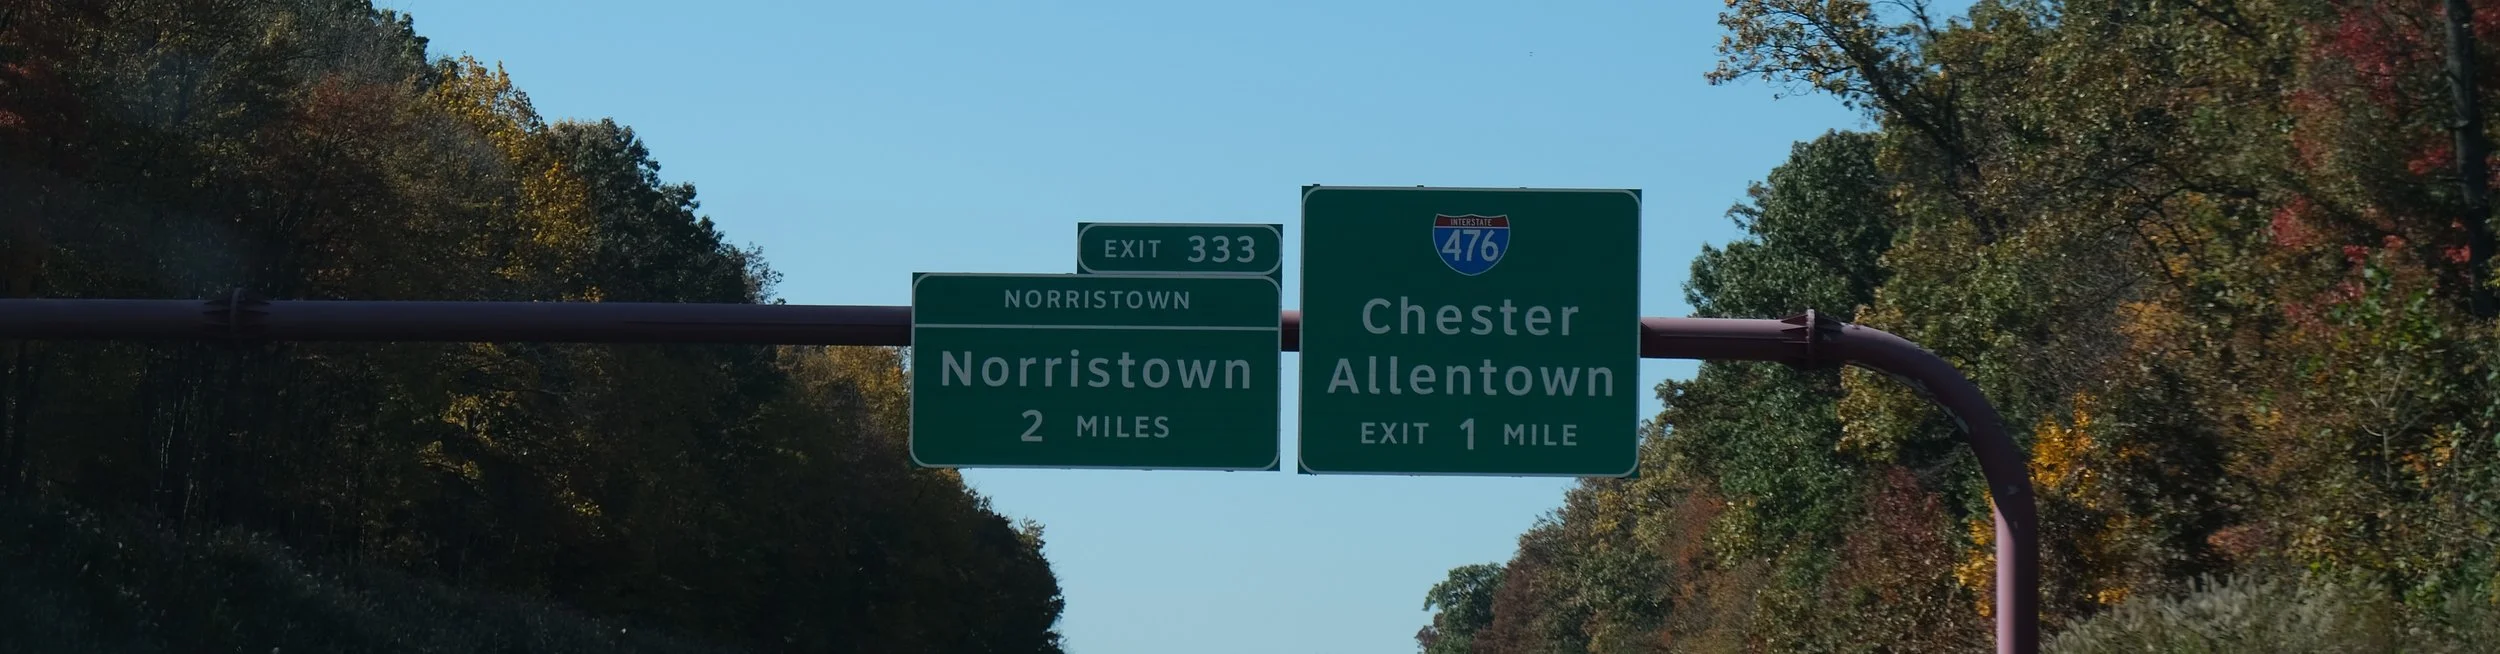 EXIT 333
NORRISTOWN
Norristown
2 MILES
INTERSTATE
476
Chester
Allentown
EXIT 1 MILE